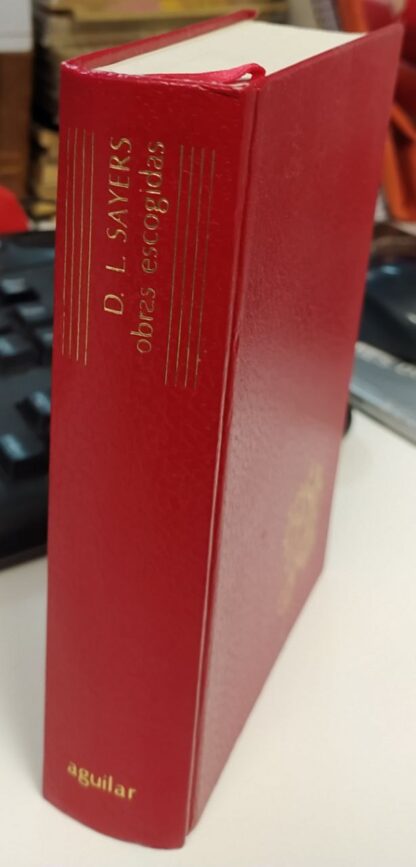 D. L. SAYERS
obras escogidas
aguilar